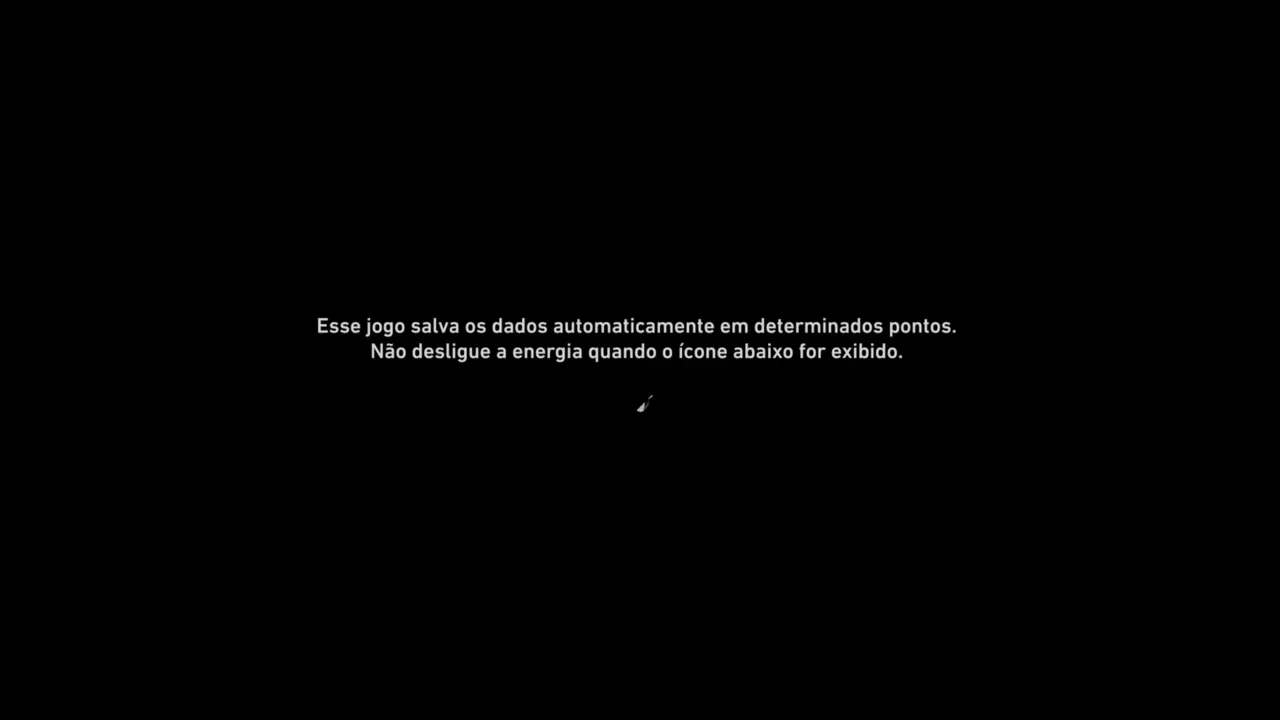 Esse jogo salva os dados automaticamente em determinados pontos.
Não desligue a energia quando o ícone abaixo for exibido.